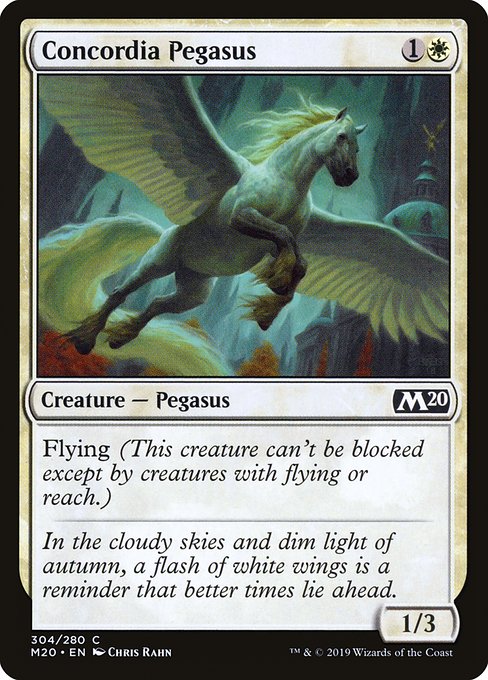 Concordia Pegasus 1
Creature — Pegasus M20
Flying (This creature can't be blocked
except by creatures with flying or
reach.)
In the cloudy skies and dim light of
autumn, a flash of white wings is a
reminder that better times lie ahead.
1/3
304/280 C
M20 • EN Chris Rahn ™ & © 2019 Wizards of the Coast